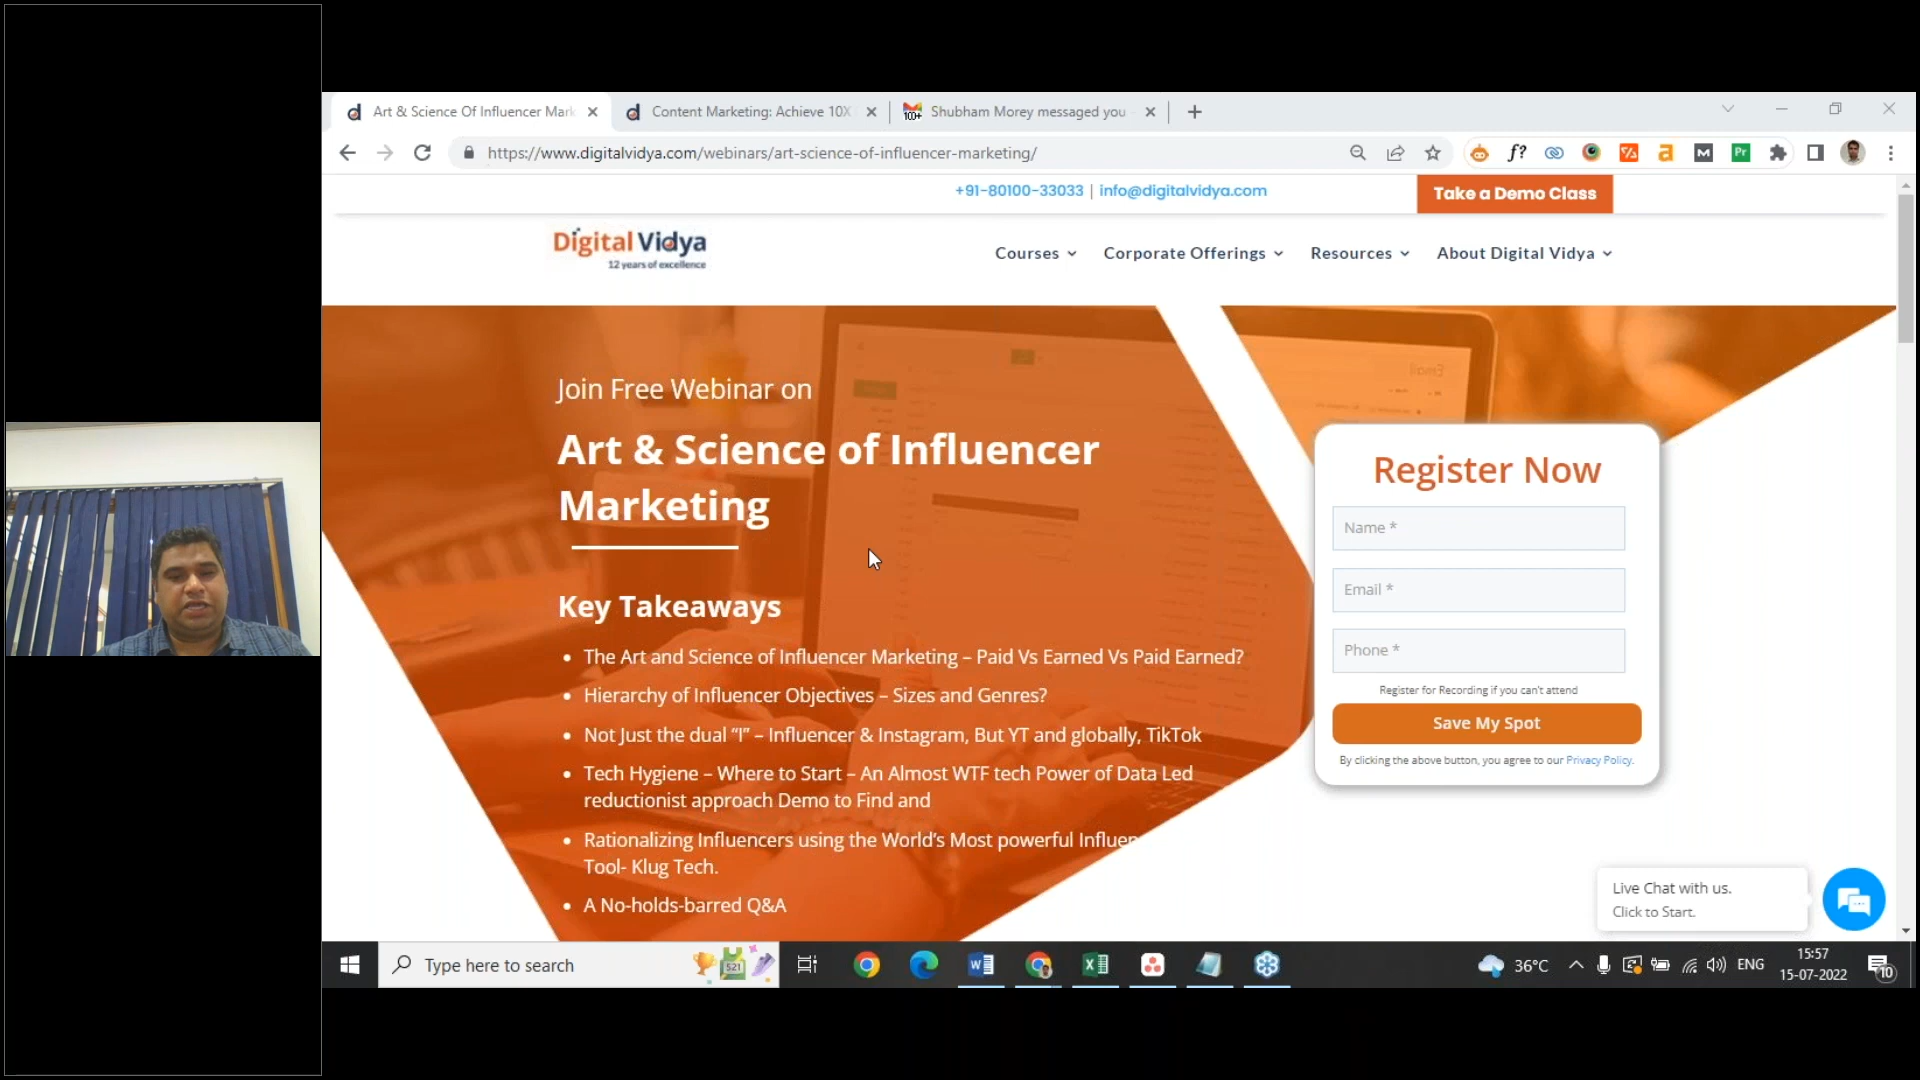 Art & Science Of Influencer Mark
Content Marketing: Achieve 10X
100+
Shubham Morey messaged you -
https://www.digitalvidya.com/webinars/art-science-of-influencer-marketing/
f?
a
M
Pr
+91-80100-33033 | info@digitalvidya.com
Take a Demo Class
Digital Vidya
12 years of excellence
Courses
Corporate Offerings
Resources
About Digital Vidya
Join Free Webinar on
Art & Science of Influencer
Marketing
Key Takeaways
• The Art and Science of Influencer Marketing – Paid Vs Earned Vs Paid Earned?
• Hierarchy of Influencer Objectives – Sizes and Genres?
• Not Just the dual “I” – Influencer & Instagram, But YT and globally, TikTok
• Tech Hygiene – Where to Start – An Almost WTF tech Power of Data Led
reductionist approach Demo to Find and
• Rationalizing Influencers using the World’s Most powerful Influen
Tool- Klug Tech.
• A No-holds-barred Q&A
Email
Register Now
Name *
Email *
Phone *
Register for Recording if you can't attend
Save My Spot
By clicking the above button, you agree to our Privacy Policy.
Live Chat with us.
Click to Start.
Type here to search
521
36°C
ENG
15:57
15-07-2022
10